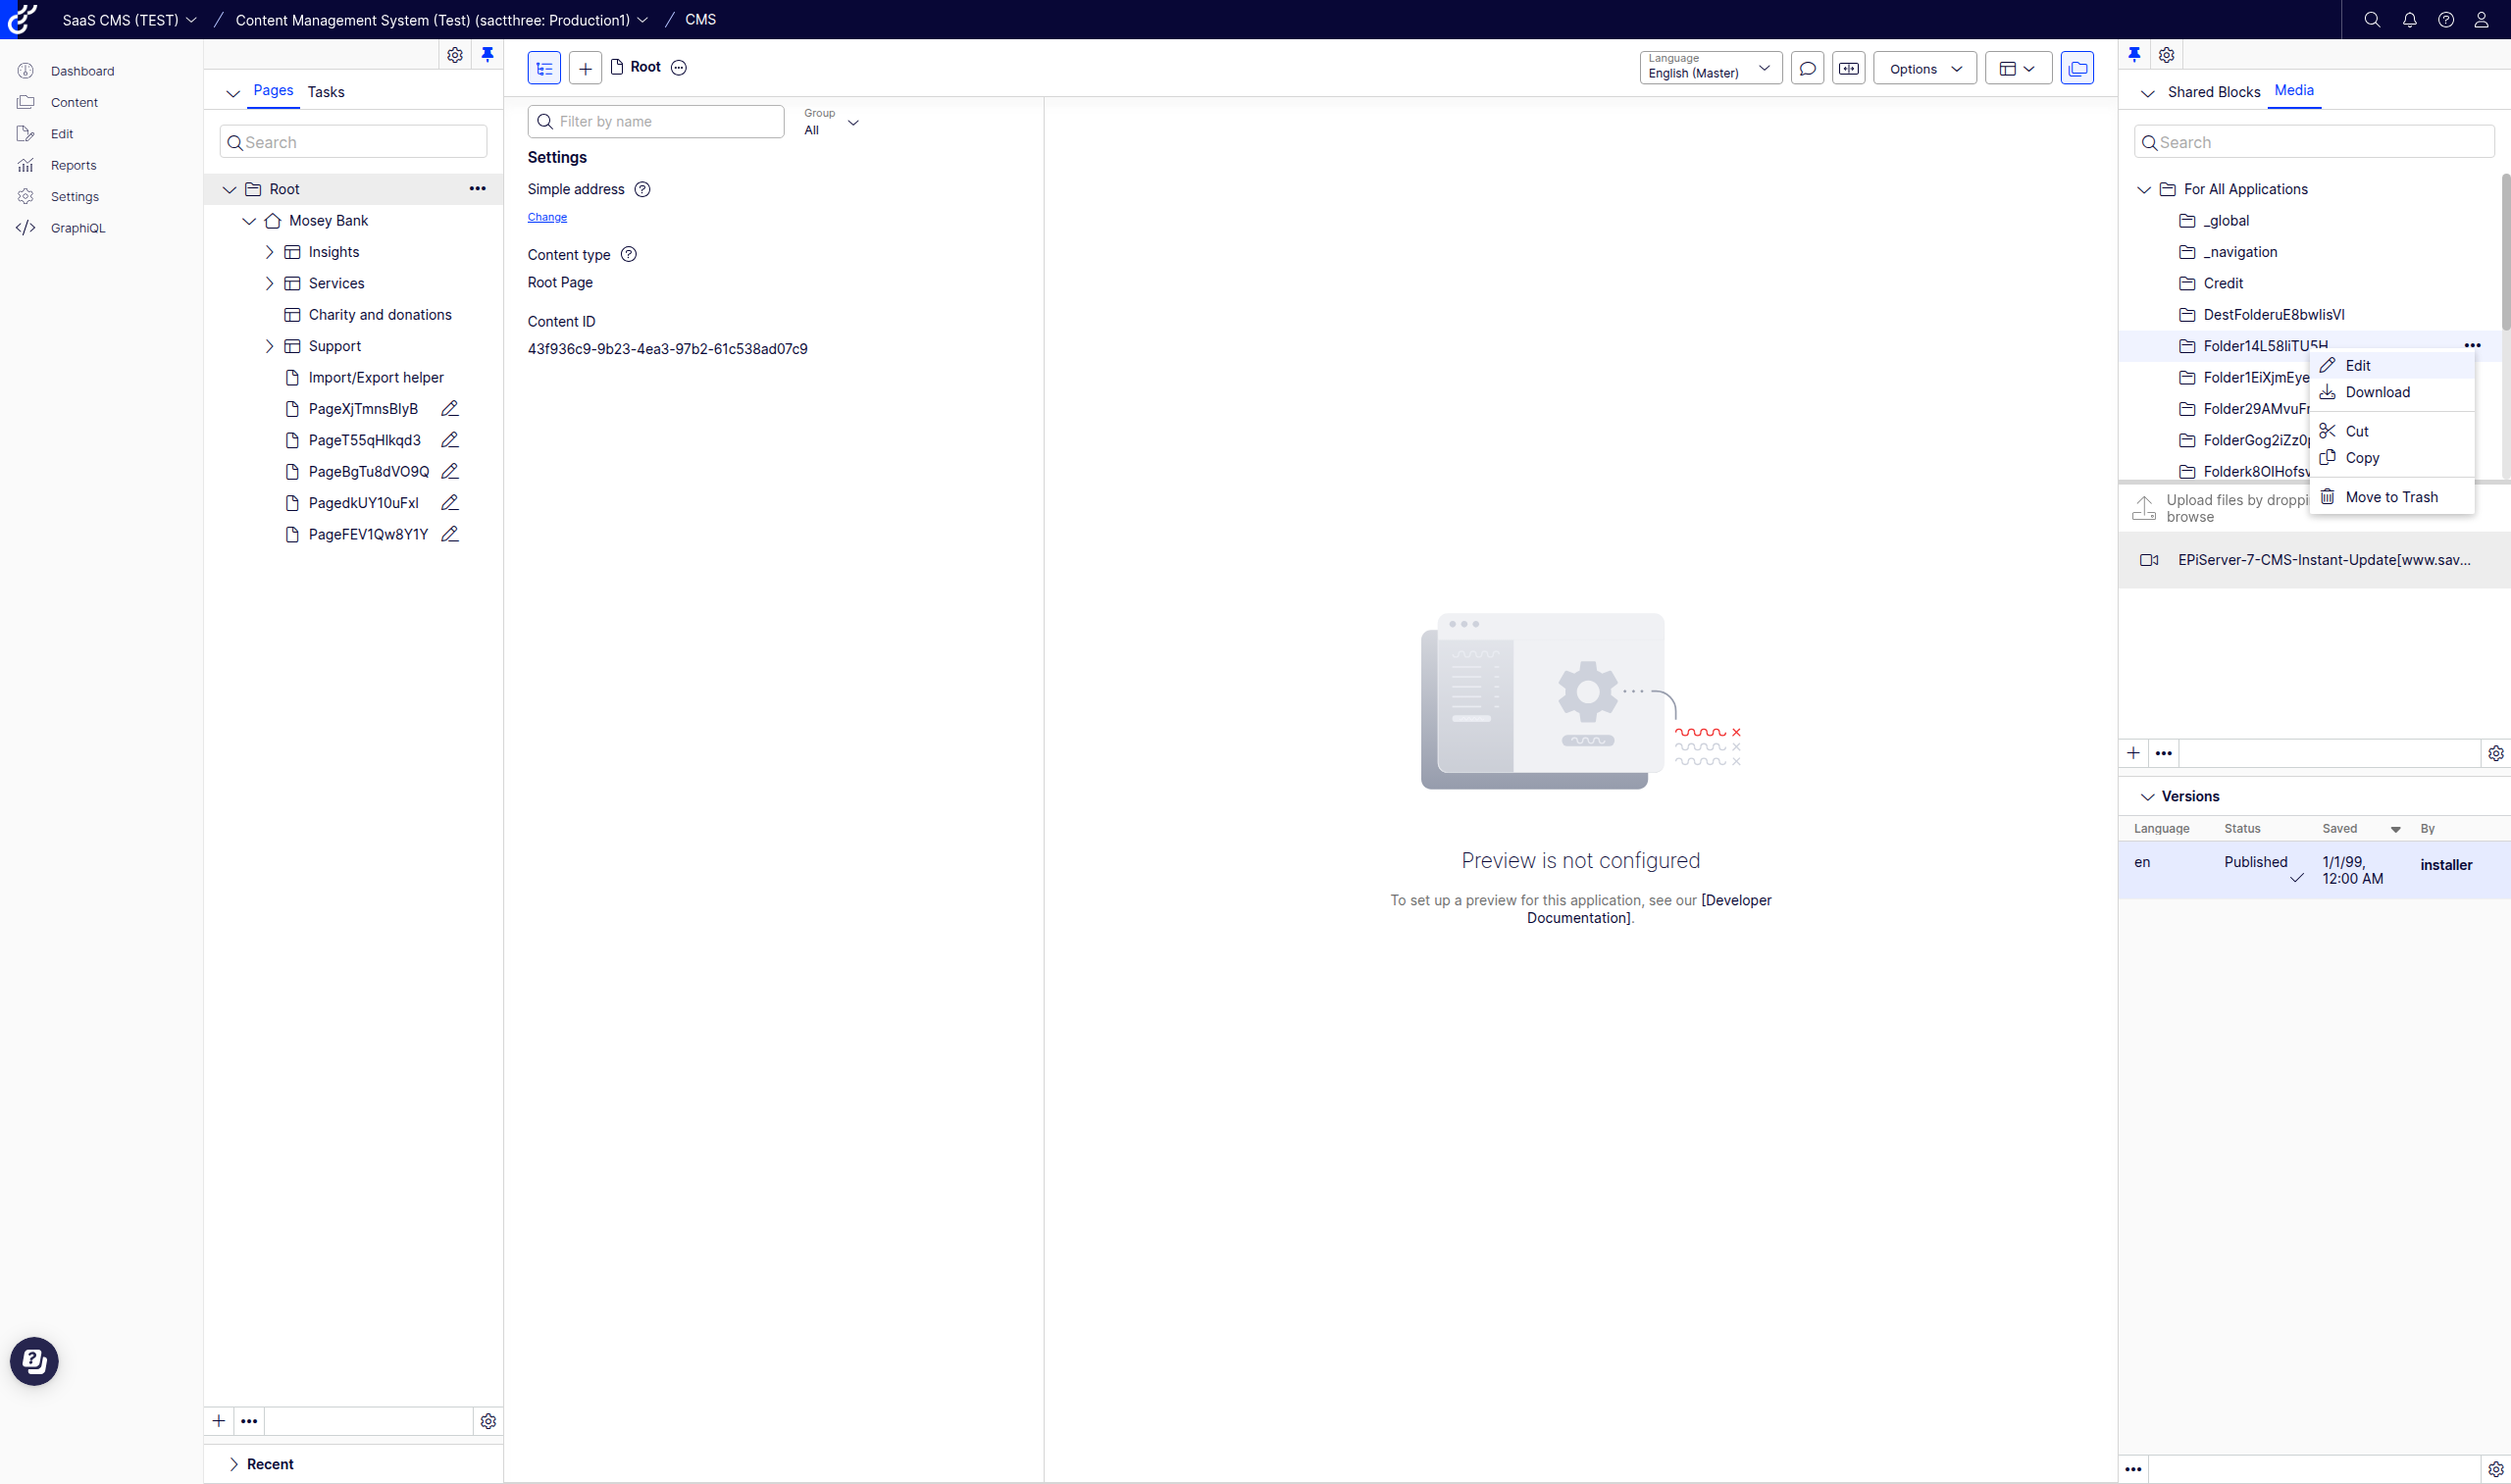 SaaS CMS (TEST) / Content Management System (Test) (sactthree: Production1) / CMS
Dashboard
Content
Edit
Reports
Settings
GraphiQL
Pages Tasks
Search
Root
Mosey Bank
Insights
Services
Charity and donations
Support
Import/Export helper
PageXjTmnsBlyB
PageT55qHlkqd3
PageBgTu8dVO9Q
PagedkUY10uFxl
PageFEV1Qw8Y1Y
Recent
Root
Language
English (Master)
Options
Filter by name
Group
All
Settings
Simple address
Change
Content type
Root Page
Content ID
43f936c9-9b23-4ea3-97b2-61c538ad07c9
Preview is not configured
To set up a preview for this application, see our [Developer
Documentation].
Shared Blocks Media
Search
For All Applications
_global
_navigation
Credit
DestFolderuE8bwlisVl
Folder14L58liTU5H
Folder1EiXjmEye
Folder29AMvuFr
FolderGog2iZz0
Folderk8OlHofsv
Edit
Download
Cut
Copy
Move to Trash
Upload files by droppi
browse
EPiServer-7-CMS-Instant-Update[www.sav...
Versions
Language Status Saved By
en Published 1/1/99, installer
12:00 AM